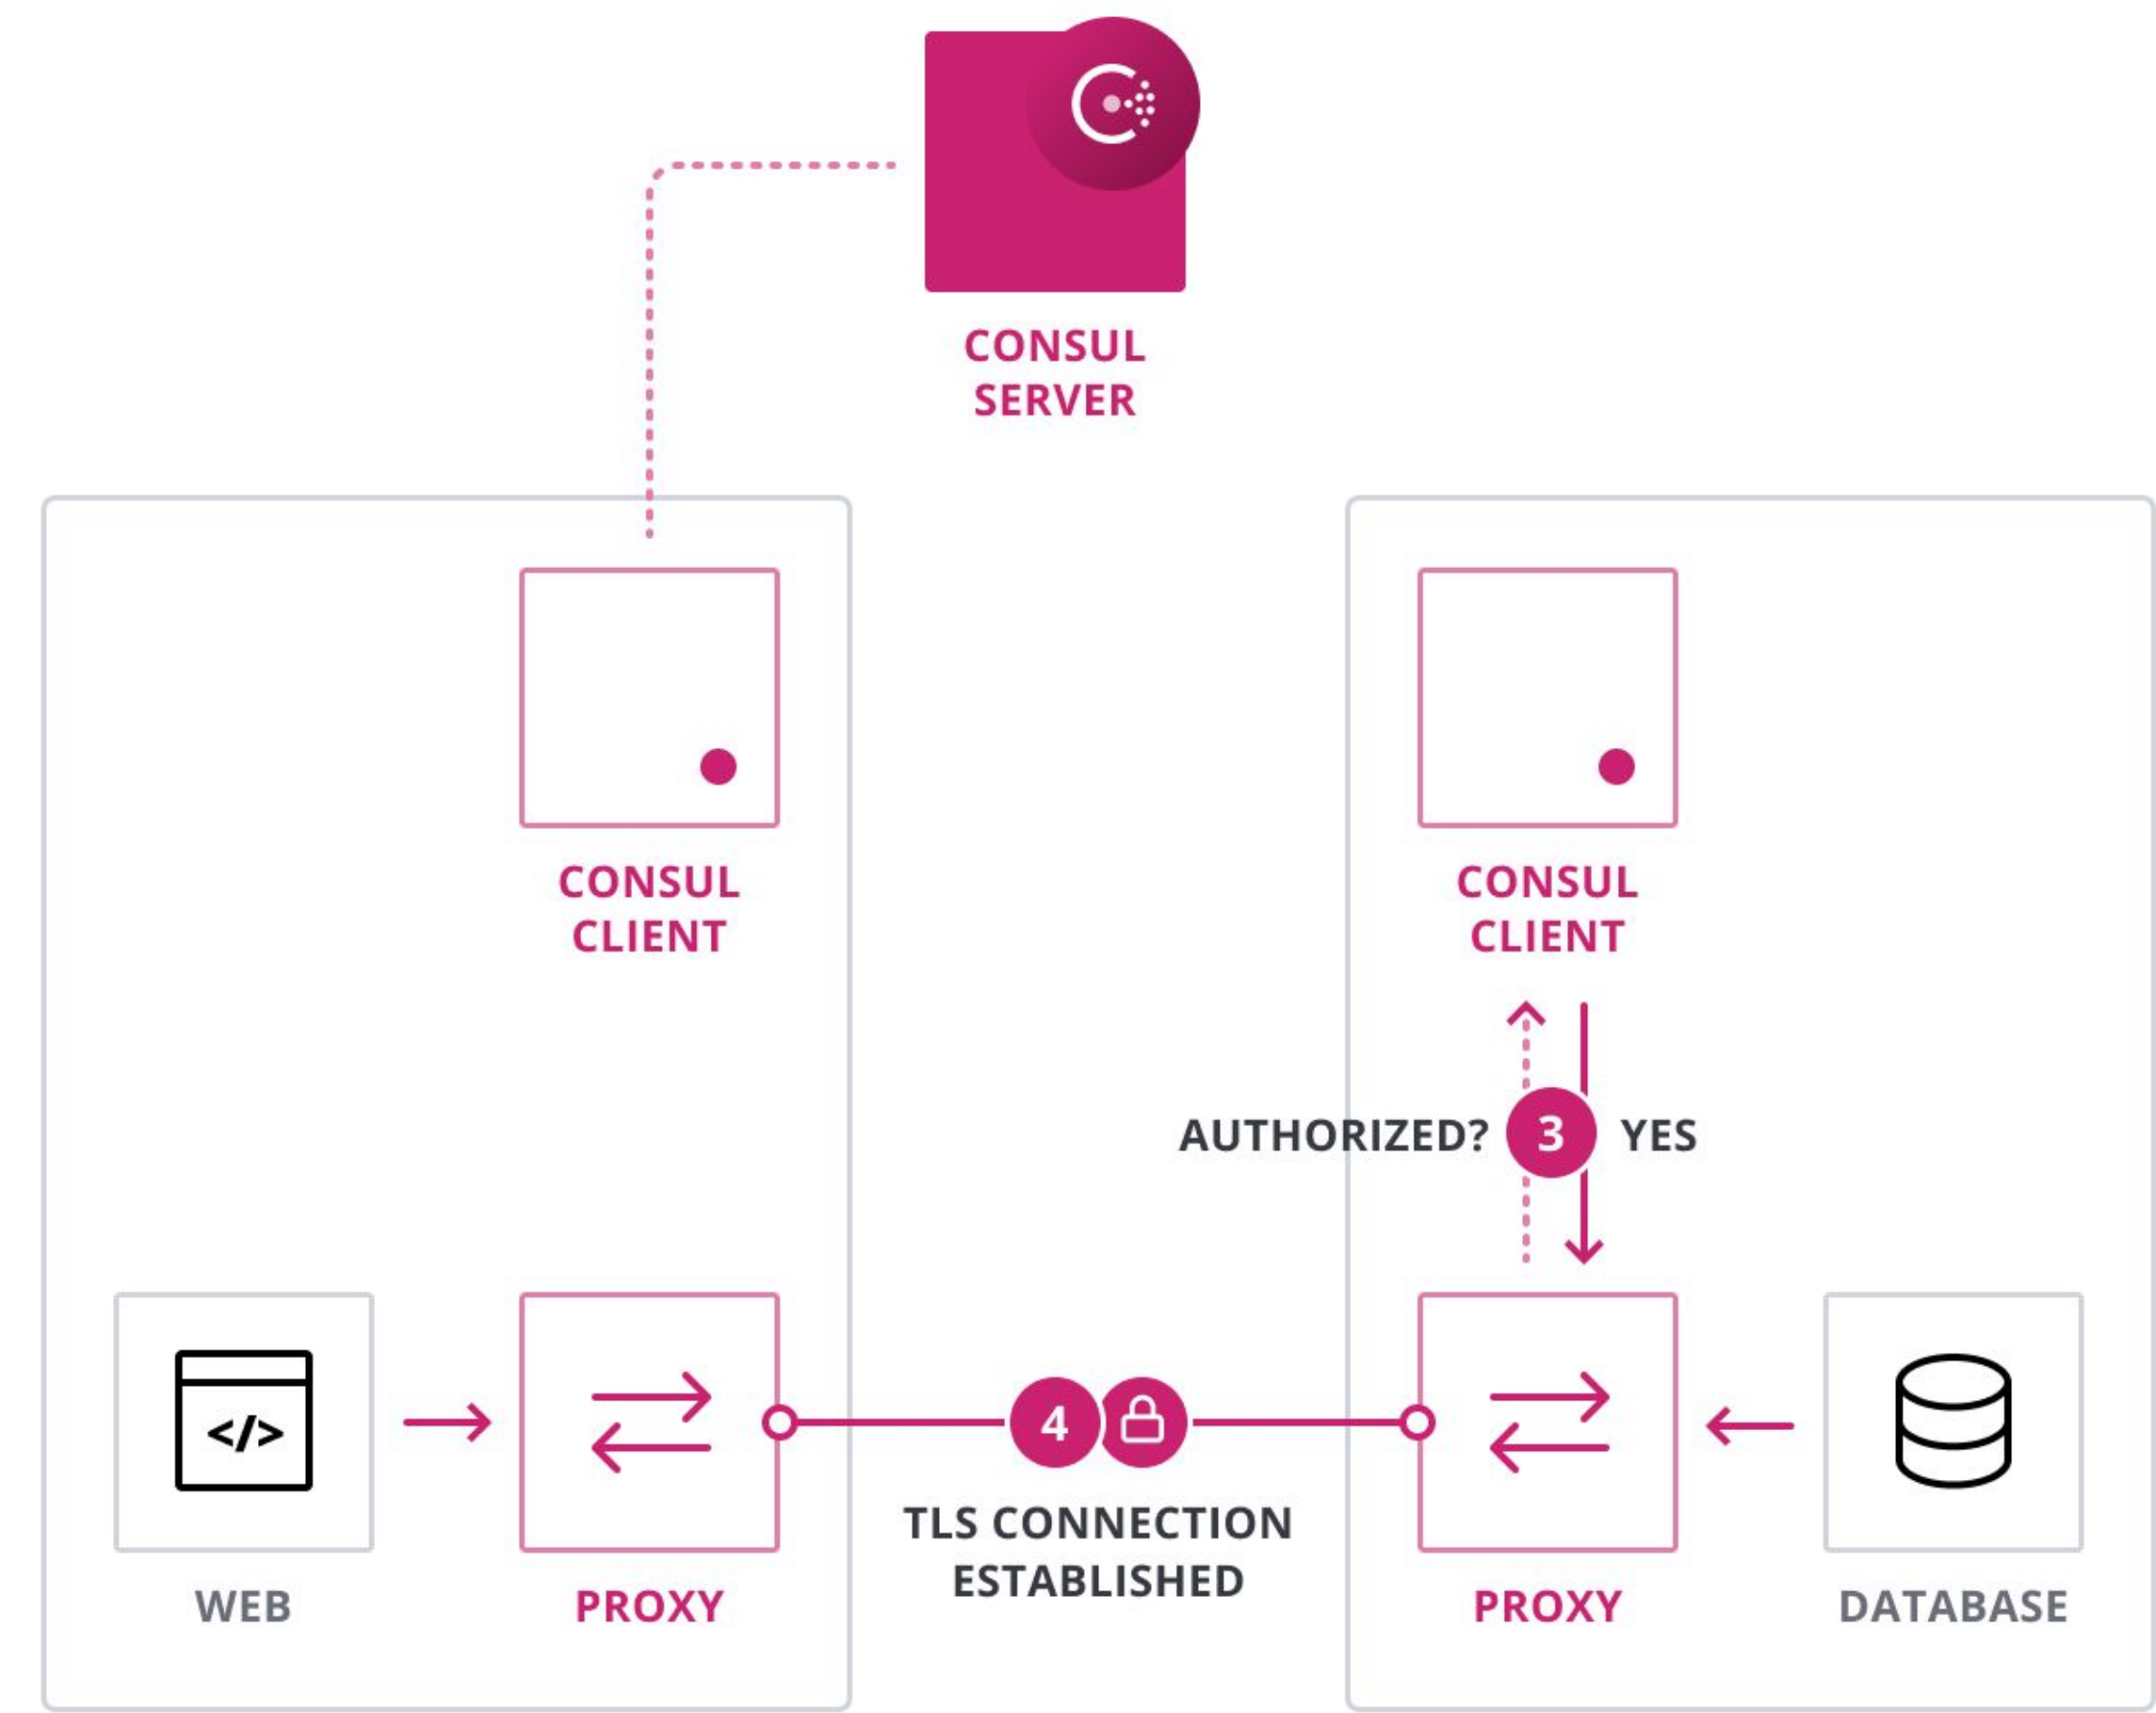 CONSUL
SERVER
CONSUL
CLIENT
CONSUL
CLIENT
AUTHORIZED? 3 YES
</>
4
TLS CONNECTION
ESTABLISHED
WEB
PROXY
PROXY
DATABASE